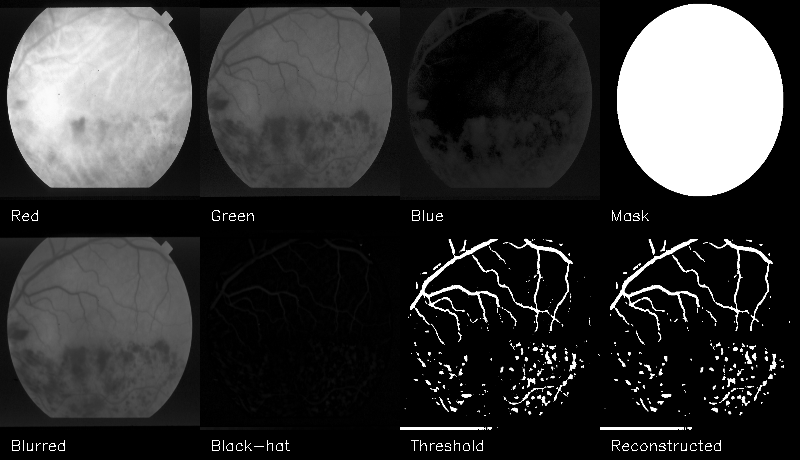 Red
Green
Blue
Mask
Blurred
Black-hat
Threshold
Reconstructed